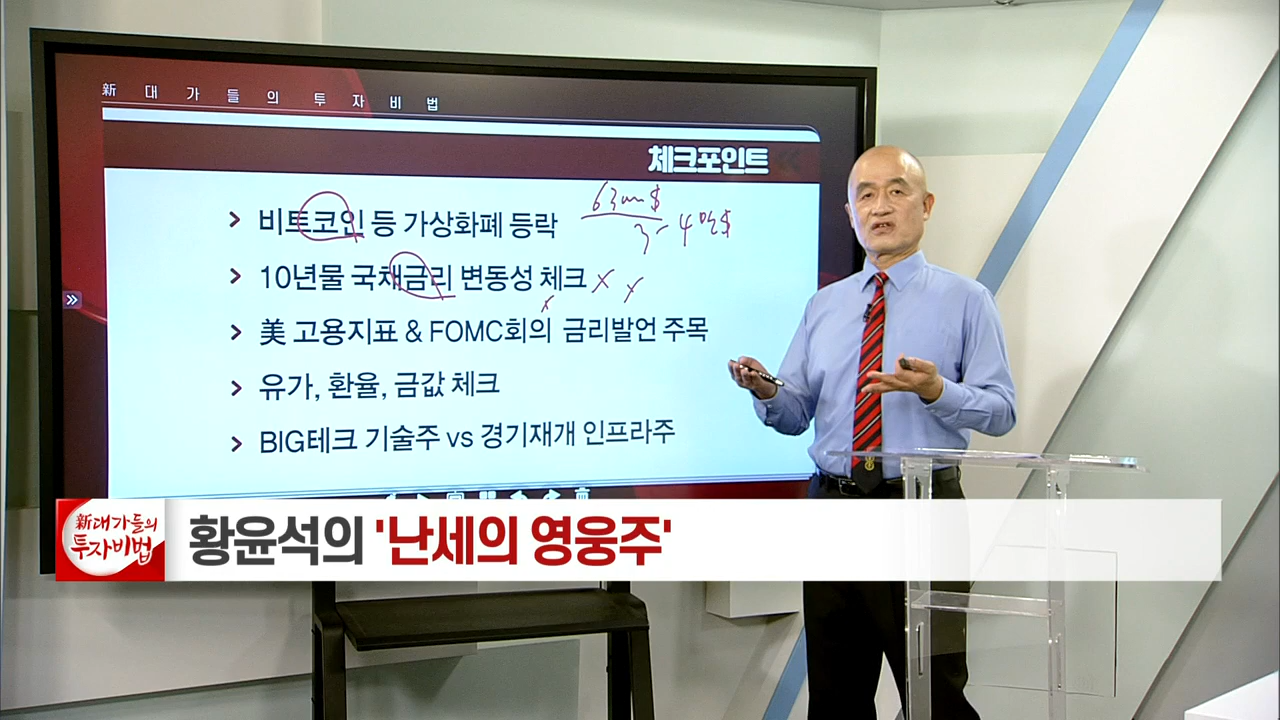 新 대 가 들 의 투 자 비 법
체크포인트
비트코인 등 가상화폐 등락
63 $
3~4만$
10년물 국채금리 변동성 체크
美 고용지표 & FOMC회의 금리발언 주목
유가, 환율, 금값 체크
BIG테크 기술주 vs 경기재개 인프라주
新대가들의
투자비법
황윤석의 '난세의 영웅주'